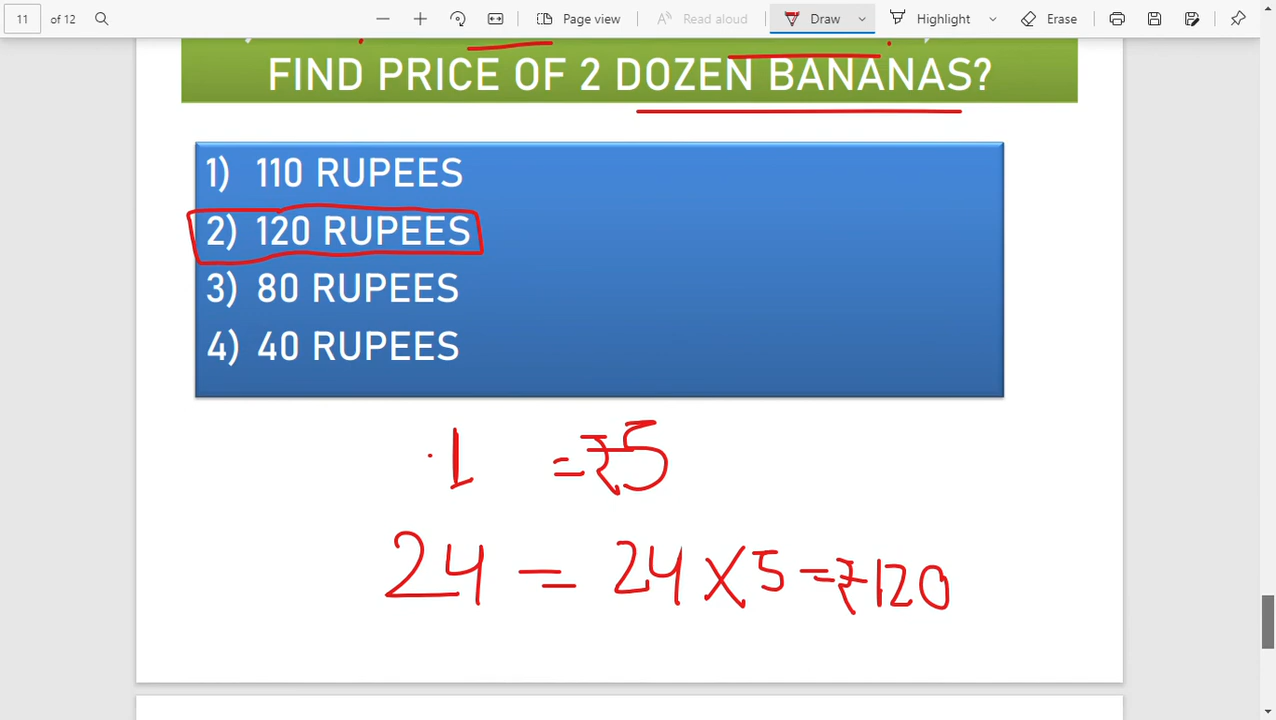 11 of 12 Page view Read aloud Draw Highlight Erase
FIND PRICE OF 2 DOZEN BANANAS?
1) 110 RUPEES
2) 120 RUPEES
3) 80 RUPEES
4) 40 RUPEES
1 = ₹5
24 = 24 X 5 = ₹120